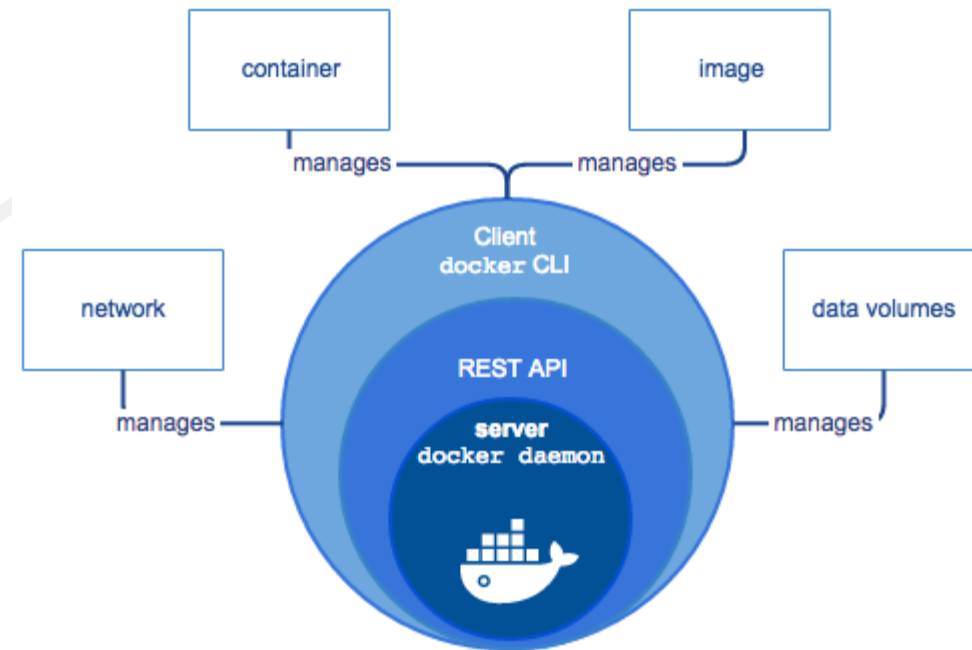 container
image
manages
manages
Client
docker CLI
network
data volumes
REST API
manages
manages
server
docker daemon